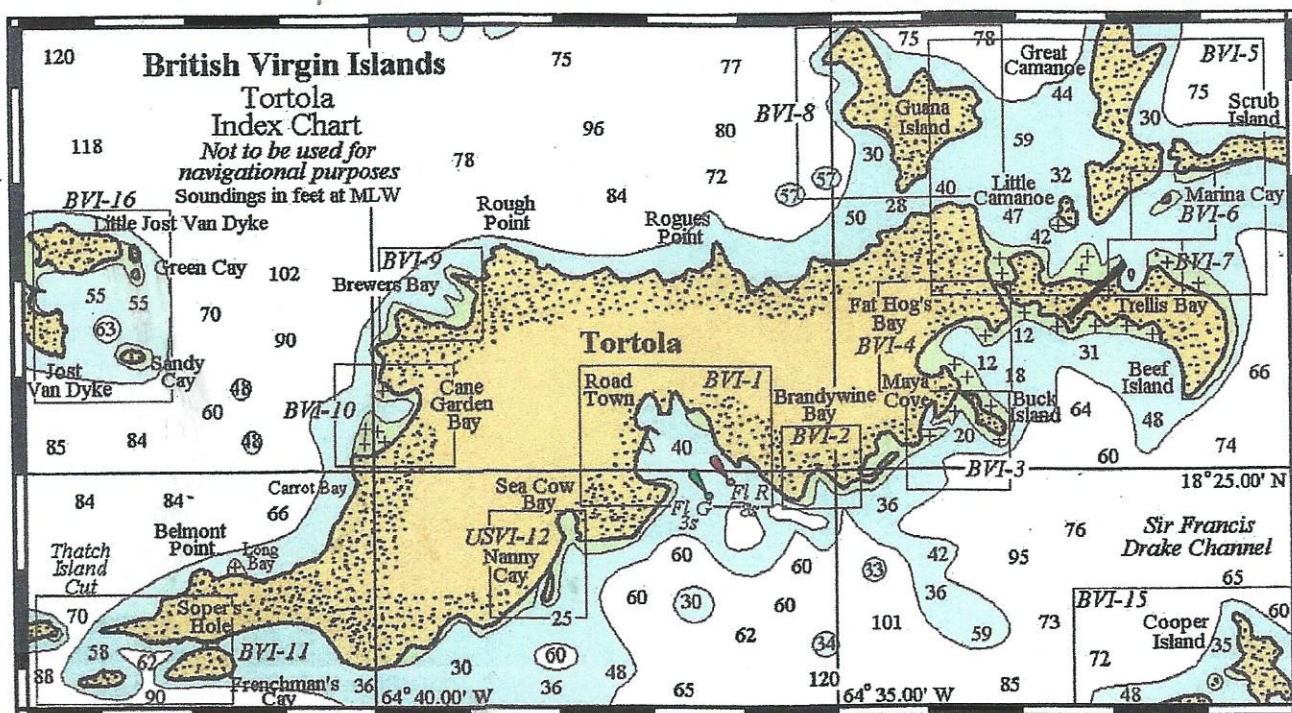 British Virgin Islands
Tortola
Index Chart
Not to be used for
navigational purposes
Soundings in feet at MLW
120
118
75
77
96
80
78
84
72
57
57
75
78
BVI-8
Guana
Island
30
50
28
40
Great
Camanoe
44
59
32
47
42
Little
Camanoe
BVI-5
75
30
Scrub
Island
Marina Cay
BVI-6
BVI-7
Trellis Bay
BVI-16
Little Jost Van Dyke
Green Cay
55
55
63
Sandy
Cay
Jost
Van Dyke
102
70
90
48
60
48
85
84
Rough
Point
Rogues
Point
BVI-9
Brewers Bay
BVI-10
Cane
Garden
Bay
Tortola
Road
Town
BVI-1
40
Fl G
3s
Fl R
8s
Brandywine
Bay
BVI-2
Fat Hog's
Bay
BVI-4
Maya
Cove
12
12
18
31
Buck
Island
20
BVI-3
64
60
48
Beef
Island
66
74
18°25.00' N
Carrot Bay
84
84
66
Belmont
Point
Long
Bay
Thatch
Island
Cut
70
58
62
88
90
Soper's
Hole
BVI-11
Frenchman's
Cay
Sea Cow
Bay
USVI-12
Nanny
Cay
25
36
64° 40.00' W
30
60
36
48
60
60
30
60
60
62
34
65
120
33
36
42
36
101
59
95
73
76
85
64° 35.00' W
Sir Francis
Drake Channel
65
BVI-15
Cooper
Island
60
35
72
48